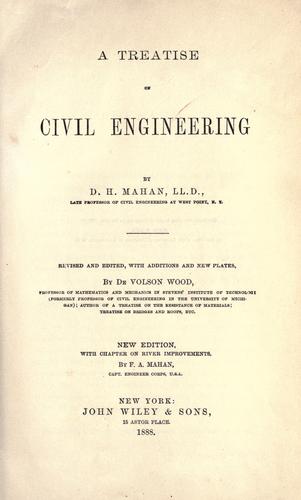 A TREATISE
ON
CIVIL ENGINEERING
BY
D. H. MAHAN, LL.D.,
LATE PROFESSOR OF CIVIL ENGINEERING AT WEST POINT, N. Y.
REVISED AND EDITED, WITH ADDITIONS AND NEW PLATES,
BY DE VOLSON WOOD,
PROFESSOR OF MATHEMATICS AND MECHANICS IN STEVENS' INSTITUTE OF TECHNOLOGY
(FORMERLY PROFESSOR OF CIVIL ENGINEERING IN THE UNIVERSITY OF MICHI-
GAN); AUTHOR OF A TREATISE ON THE RESISTANCE OF MATERIALS;
TREATISE ON BRIDGES AND ROOFS, ETC.
NEW EDITION,
WITH CHAPTER ON RIVER IMPROVEMENTS,
BY F. A. MAHAN,
CAPT. ENGINEER CORPS, U.S.A.
NEW YORK:
JOHN WILEY & SONS,
15 ASTOR PLACE.
1888.